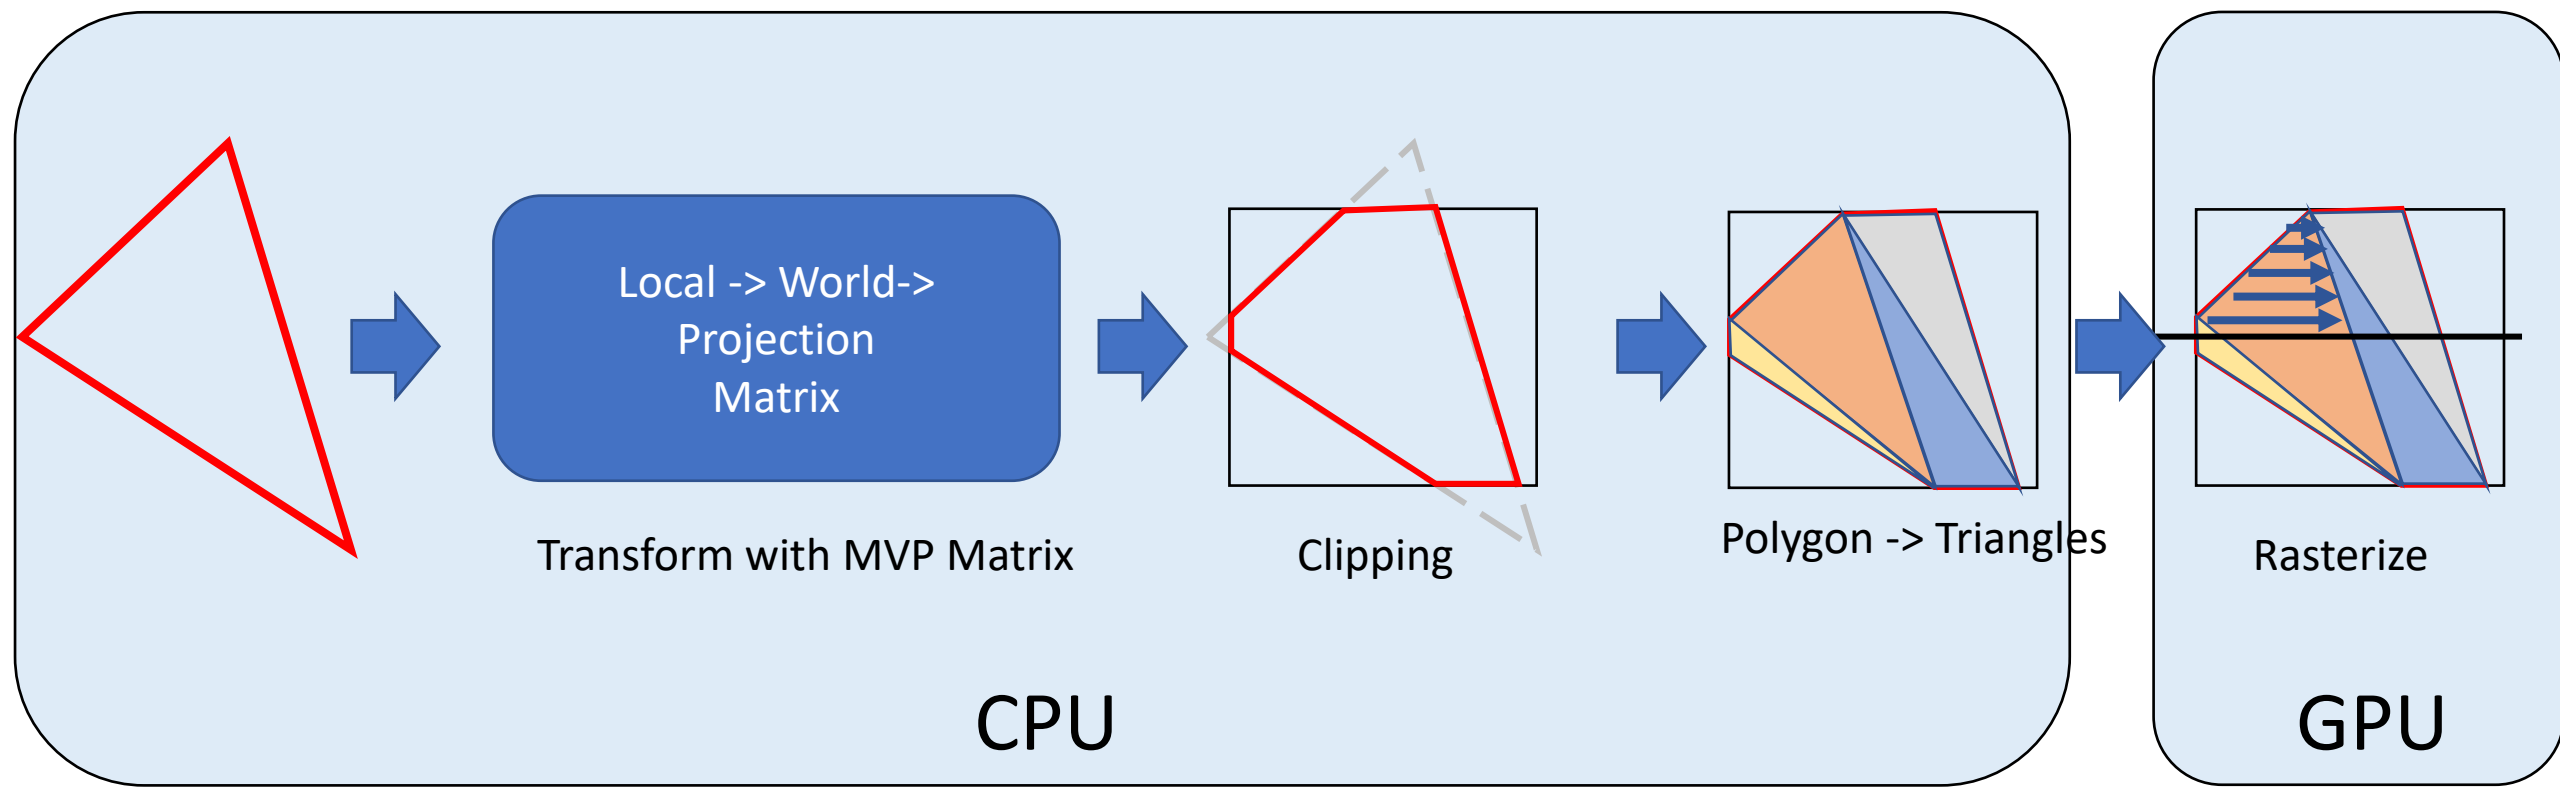 Local -> World->
Projection
Matrix
Transform with MVP Matrix
Clipping
Polygon -> Triangles
Rasterize
CPU
GPU